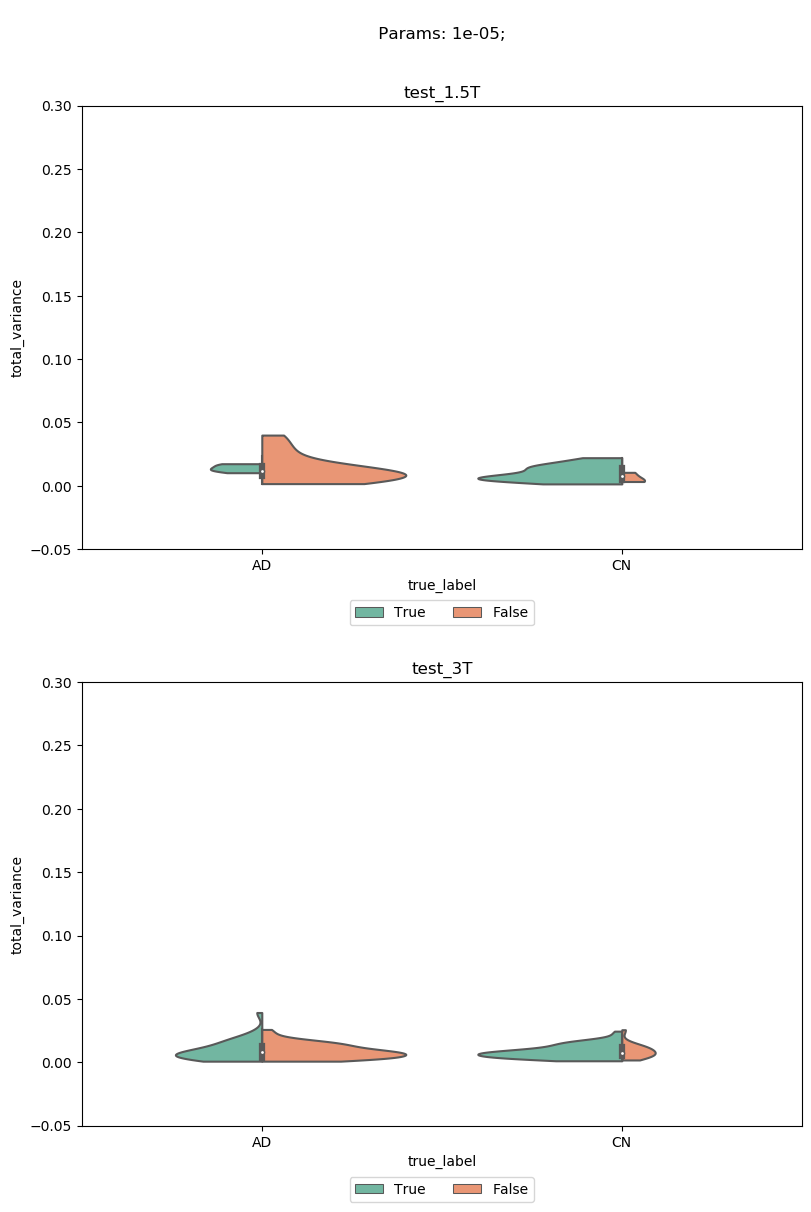 Params: 1e-05;
test_1.5T
0.30
0.25
0.20
0.15
0.10
0.05
0.00
−0.05
total_variance
AD CN
true_label
True False
test_3T
0.30
0.25
0.20
0.15
0.10
0.05
0.00
−0.05
total_variance
AD CN
true_label
True False